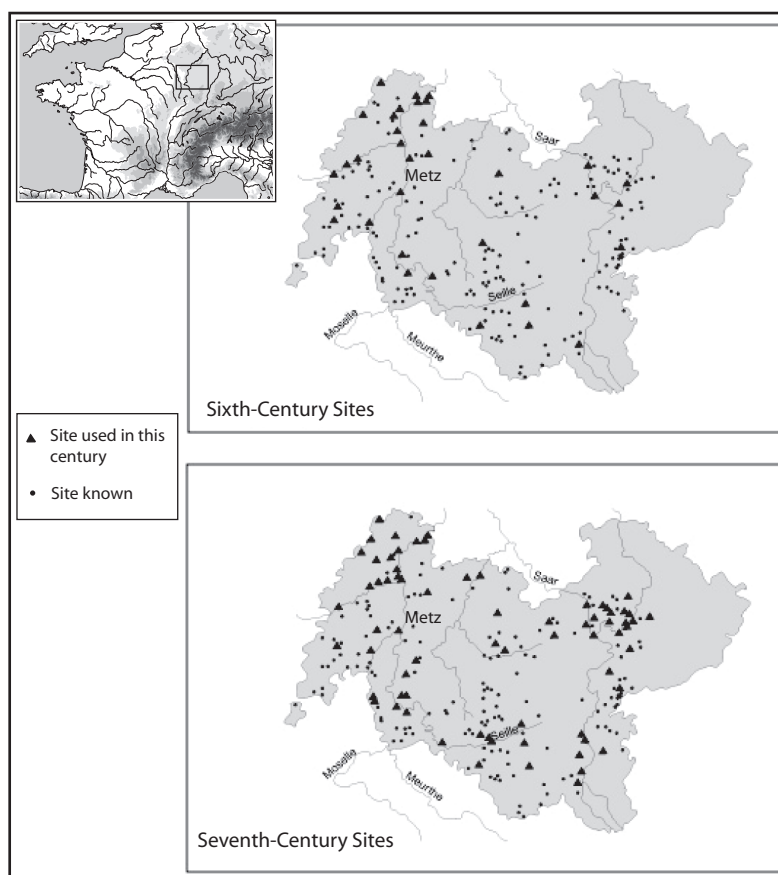 Saar
Metz
Seille
Moselle
Meurthe
Sixth-Century Sites
Site used in this
century
Site known
Saar
Metz
Seille
Moselle
Meurthe
Seventh-Century Sites